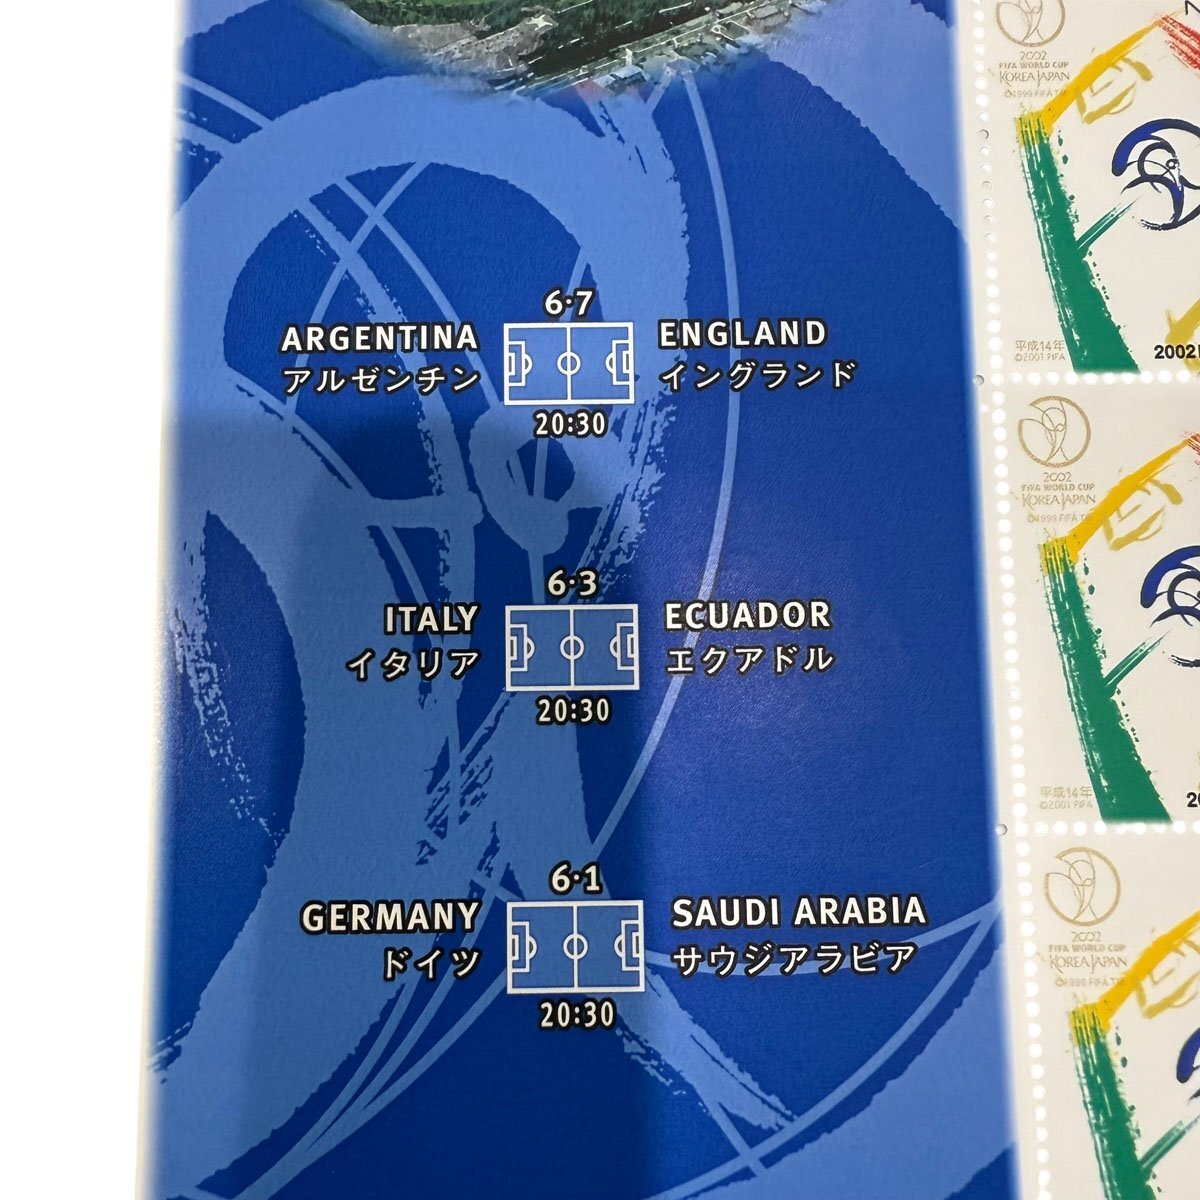 6·7
ARGENTINA
アルゼンチン
ENGLAND
イングランド
20:30
6·3
ITALY
イタリア
ECUADOR
エクアドル
20:30
6·1
GERMANY
ドイツ
SAUDI ARABIA
サウジアラビア
20:30
2002
FIFA WORLD CUP
KOREA JAPAN
平成14年
©2001 FIFA
2002
2002
FIFA WORLD CUP
KOREA JAPAN
平成14年
©2001 FIFA
20
2002
FIFA WORLD CUP
KOREA JAPAN